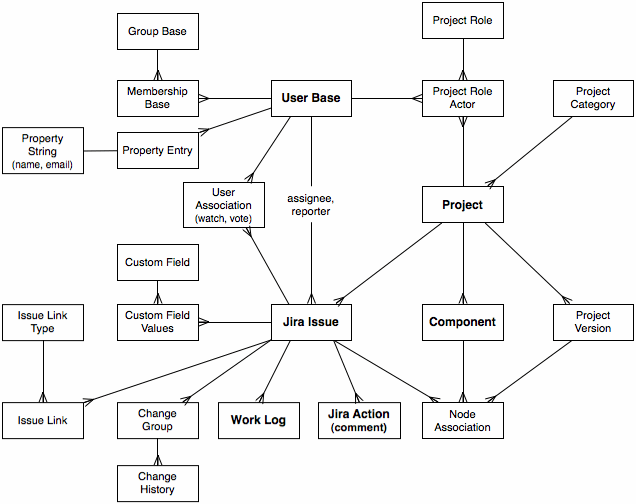 Group Base
Project Role
Membership
Base
User Base
Project Role
Actor
Project
Category
Property
String
(name, email)
Property Entry
User
Association
(watch, vote)
assignee,
reporter
Project
Custom Field
Issue Link
Type
Custom Field
Values
Jira Issue
Component
Project
Version
Issue Link
Change
Group
Work Log
Jira Action
(comment)
Node
Association
Change
History